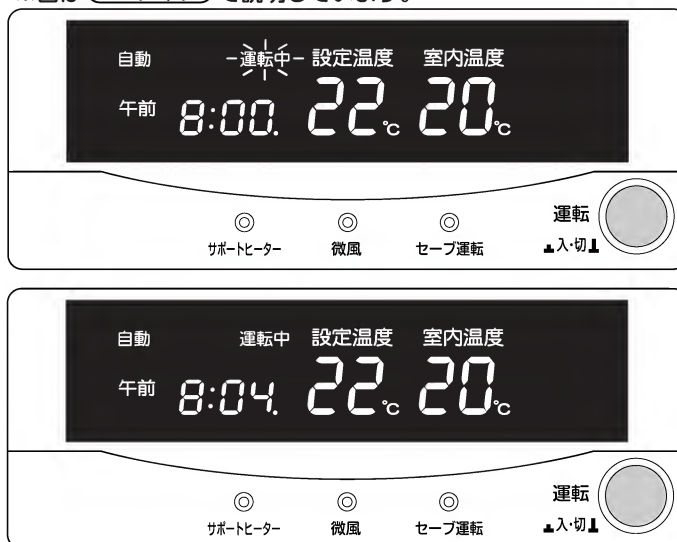 で説明しています。
自動 運転中 設定温度 室内温度
午前 8:00. 22℃ 20℃
サポートヒーター 微風 セーブ運転 運転
入・切
自動 運転中 設定温度 室内温度
午前 8:04. 22℃ 20℃
サポートヒーター 微風 セーブ運転 運転
入・切